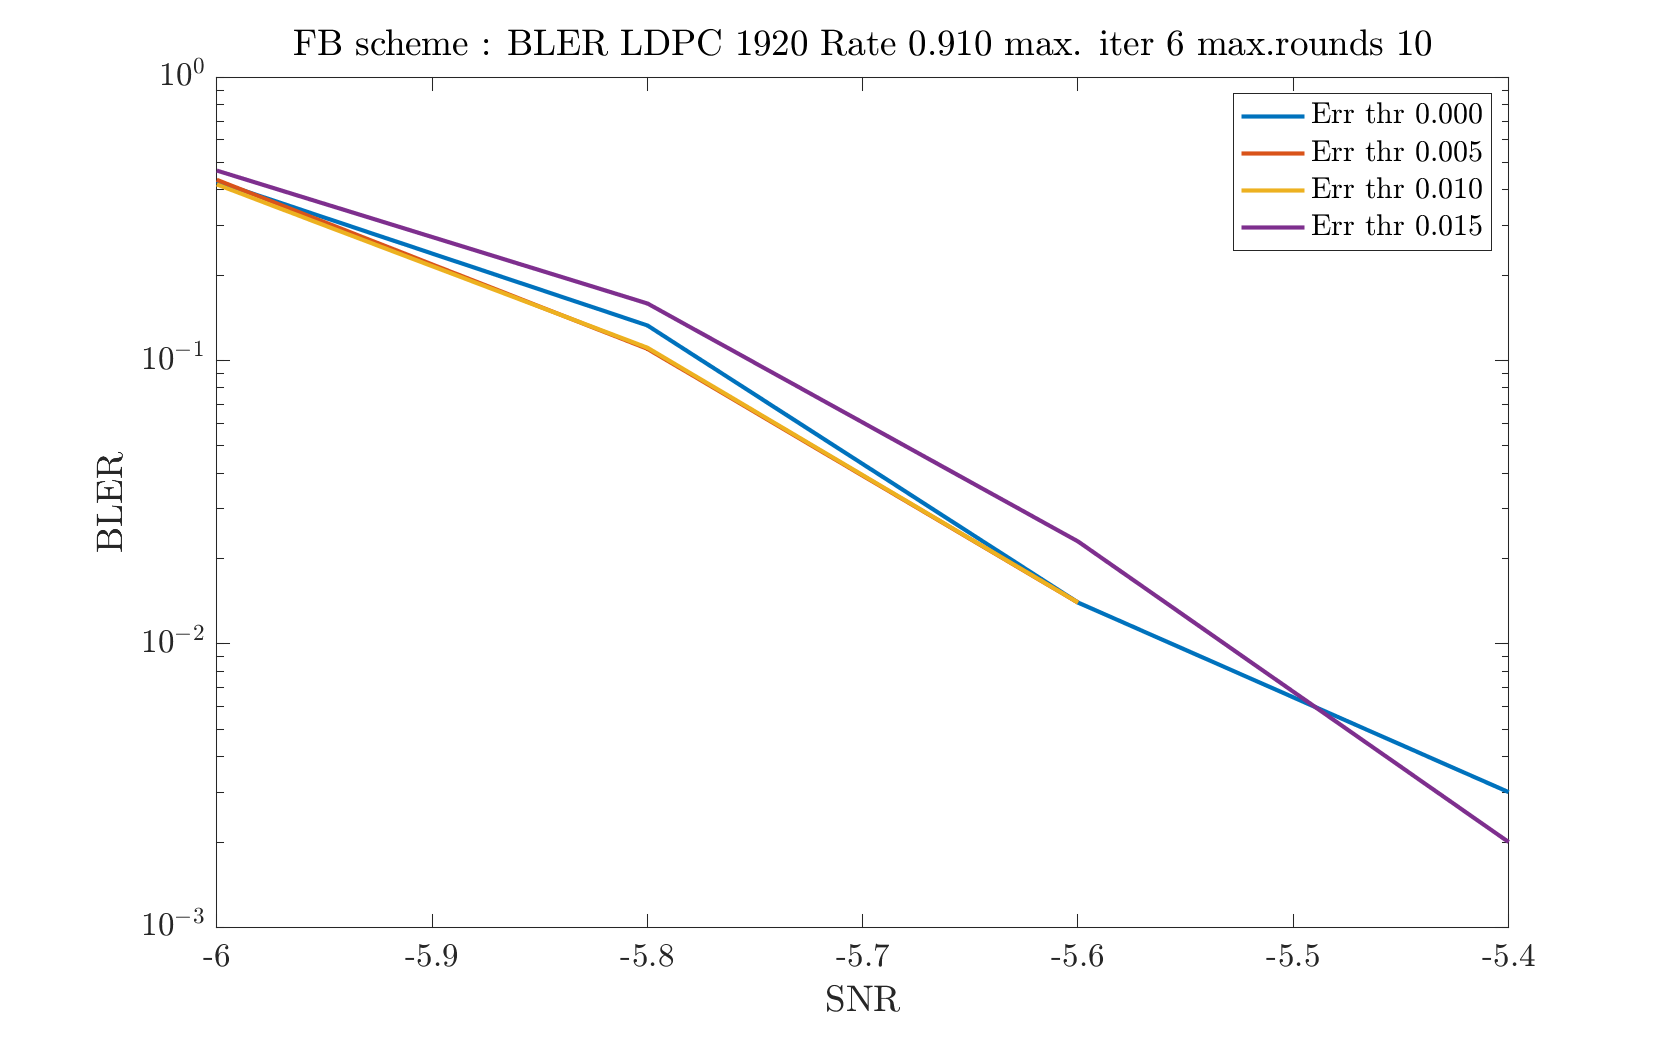 FB scheme : BLER LDPC 1920 Rate 0.910 max. iter 6 max.rounds 10
10⁰
10⁻¹
10⁻²
10⁻³
BLER
Err thr 0.000
Err thr 0.005
Err thr 0.010
Err thr 0.015
-6 -5.9 -5.8 -5.7 -5.6 -5.5 -5.4
SNR